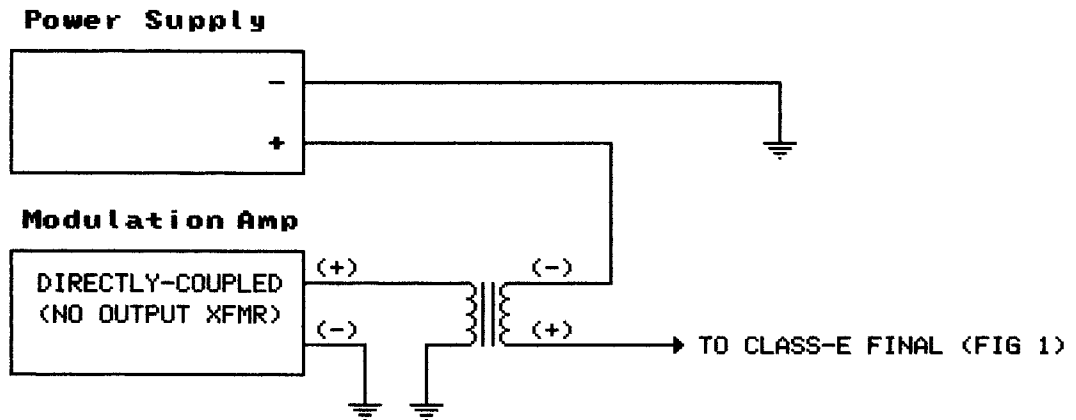 Power Supply
−
+
Modulation Amp
DIRECTLY-COUPLED
(NO OUTPUT XFMR)
(+)
(−)
(−)
(+)
TO CLASS-E FINAL (FIG 1)